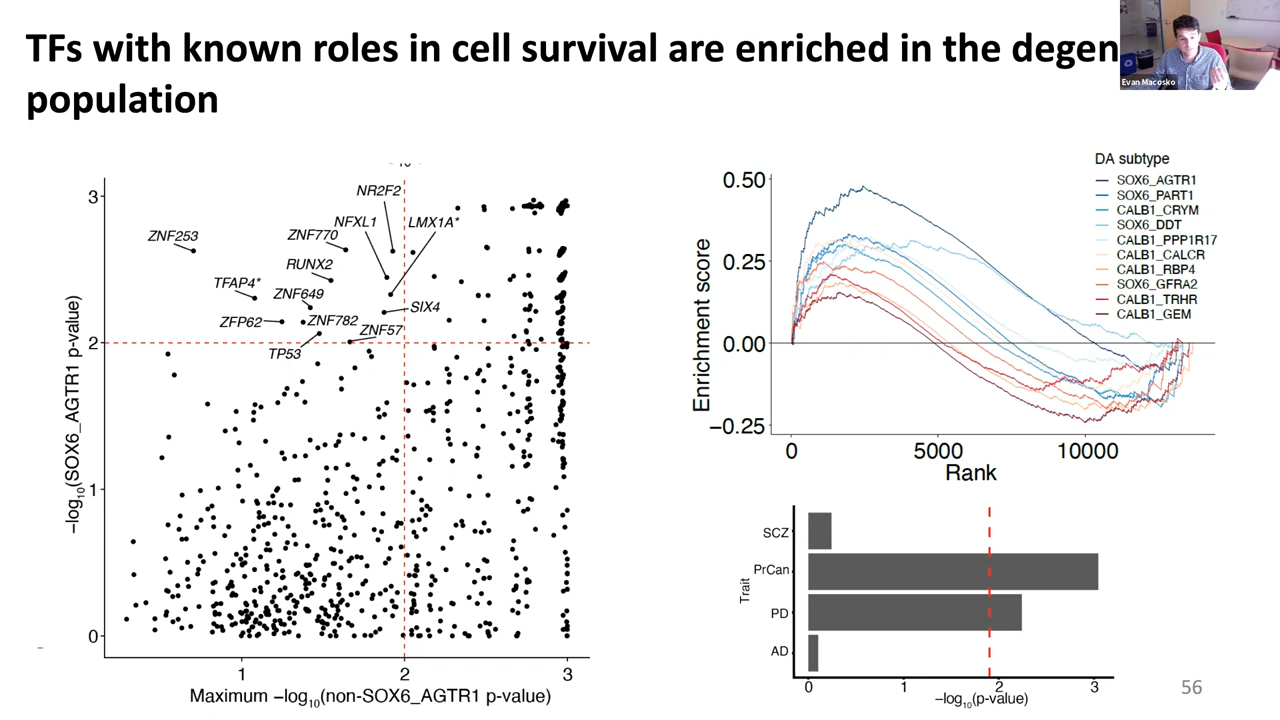 TFs with known roles in cell survival are enriched in the degen
population
Evan Macosko
3
2
1
0
1
2
3
−log10(SOX6_AGTR1 p-value)
Maximum −log10(non-SOX6_AGTR1 p-value)
NR2F2
NFXL1
LMX1A*
ZNF253
ZNF770
RUNX2
TFAP4*
ZNF649
SIX4
ZFP62
ZNF782
ZNF57
TP53
DA subtype
SOX6_AGTR1
SOX6_PART1
CALB1_CRYM
SOX6_DDT
CALB1_PPP1R17
CALB1_CALCR
CALB1_RBP4
SOX6_GFRA2
CALB1_TRHR
CALB1_GEM
0.50
0.25
0.00
−0.25
Enrichment score
0
5000
10000
Rank
SCZ
PrCan
PD
AD
Trait
0
1
2
3
−log10(p-value)
56